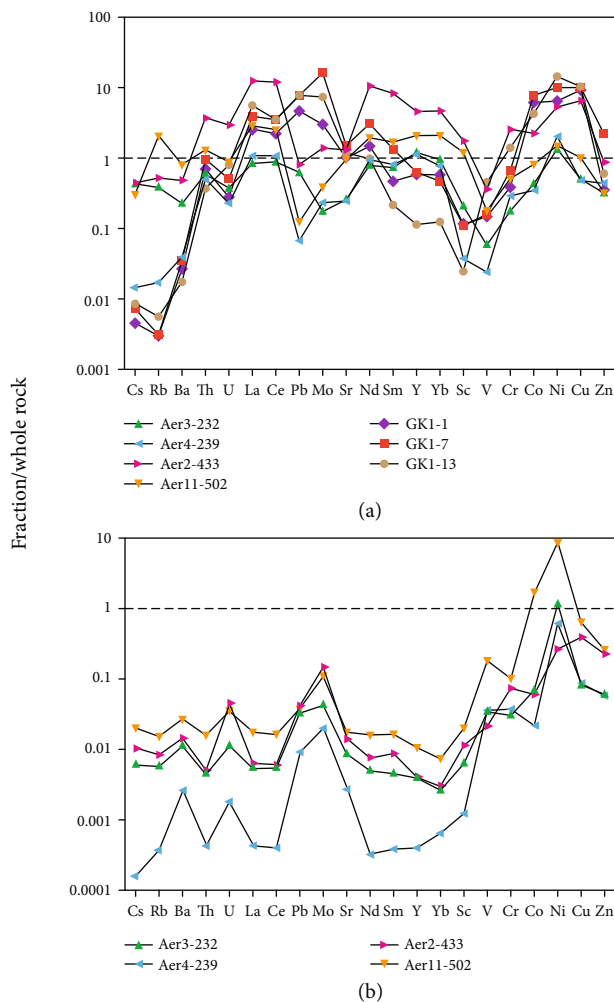 100
10
1
0.1
0.01
0.001
Cs Rb Ba Th U La Ce Pb Mo Sr Nd Sm Y Yb Sc V Cr Co Ni Cu Zn
Aer3-232 GK1-1
Aer4-239 GK1-7
Aer2-433 GK1-13
Aer11-502
(a)
Fraction/whole rock
10
1
0.1
0.01
0.001
0.0001
Cs Rb Ba Th U La Ce Pb Mo Sr Nd Sm Y Yb Sc V Cr Co Ni Cu Zn
Aer3-232 Aer2-433
Aer4-239 Aer11-502
(b)